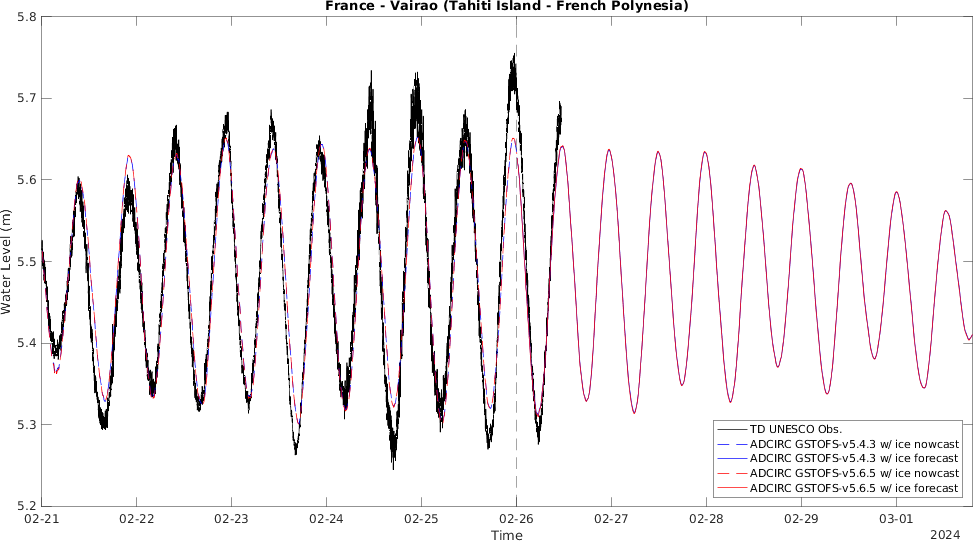 France - Vairao (Tahiti Island - French Polynesia)
5.8
5.7
5.6
5.5
5.4
5.3
5.2
Water Level (m)
TD UNESCO Obs.
ADCIRC GSTOFS-v5.4.3 w/ ice nowcast
ADCIRC GSTOFS-v5.4.3 w/ ice forecast
ADCIRC GSTOFS-v5.6.5 w/ ice nowcast
ADCIRC GSTOFS-v5.6.5 w/ ice forecast
02-21 02-22 02-23 02-24 02-25 02-26 02-27 02-28 02-29 03-01
Time
2024